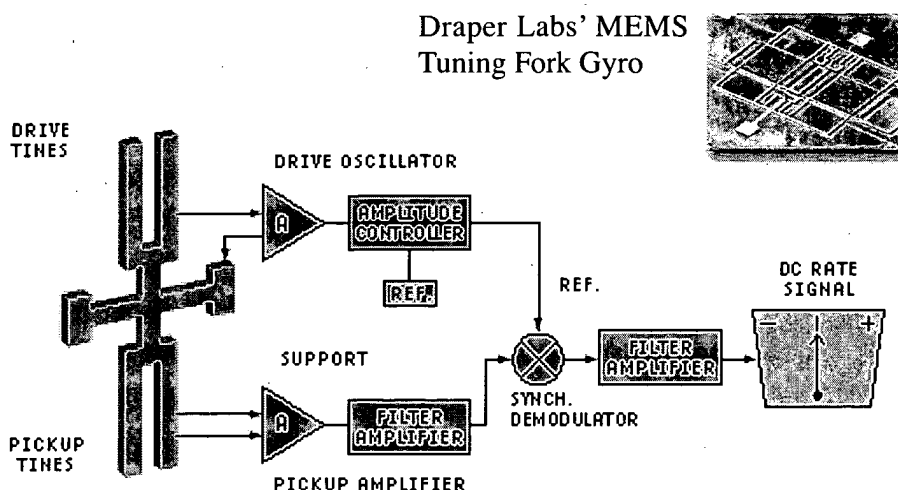 Draper Labs' MEMS
Tuning Fork Gyro
DRIVE
TINES
DRIVE OSCILLATOR
A
AMPLITUDE
CONTROLLER
REF.
REF.
DC RATE
SIGNAL
–
+
SUPPORT
A
FILTER
AMPLIFIER
SYNCH.
DEMODULATOR
FILTER
AMPLIFIER
PICKUP
TINES
PICKUP AMPLIFIER